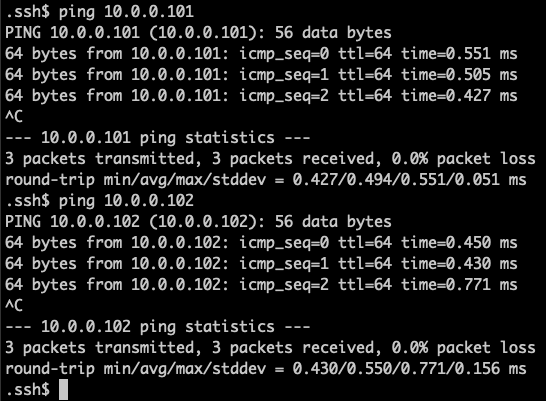 .ssh$ ping 10.0.0.101
PING 10.0.0.101 (10.0.0.101): 56 data bytes
64 bytes from 10.0.0.101: icmp_seq=0 ttl=64 time=0.551 ms
64 bytes from 10.0.0.101: icmp_seq=1 ttl=64 time=0.505 ms
64 bytes from 10.0.0.101: icmp_seq=2 ttl=64 time=0.427 ms
^C
--- 10.0.0.101 ping statistics ---
3 packets transmitted, 3 packets received, 0.0% packet loss
round-trip min/avg/max/stddev = 0.427/0.494/0.551/0.051 ms
.ssh$ ping 10.0.0.102
PING 10.0.0.102 (10.0.0.102): 56 data bytes
64 bytes from 10.0.0.102: icmp_seq=0 ttl=64 time=0.450 ms
64 bytes from 10.0.0.102: icmp_seq=1 ttl=64 time=0.430 ms
64 bytes from 10.0.0.102: icmp_seq=2 ttl=64 time=0.771 ms
^C
--- 10.0.0.102 ping statistics ---
3 packets transmitted, 3 packets received, 0.0% packet loss
round-trip min/avg/max/stddev = 0.430/0.550/0.771/0.156 ms
.ssh$